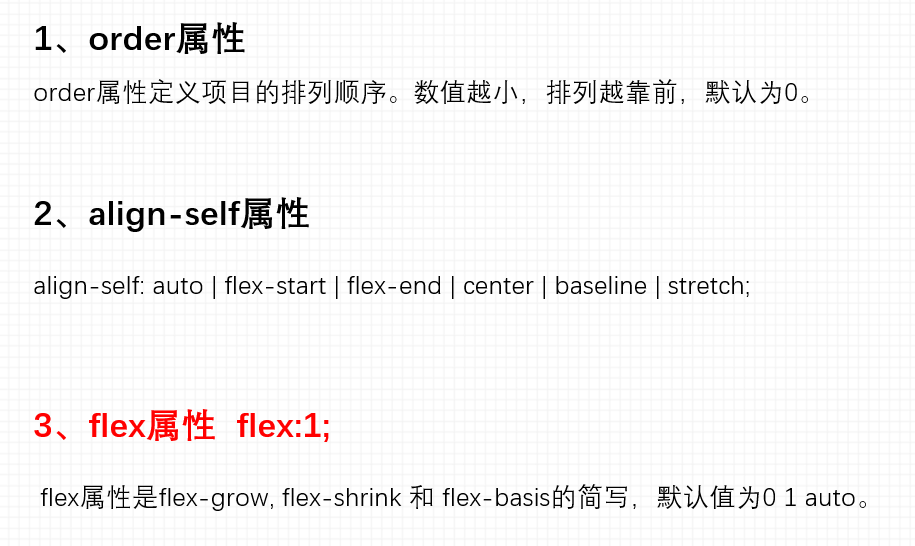 1、order属性
order属性定义项目的排列顺序。数值越小，排列越靠前，默认为0。
2、align-self属性
align-self: auto | flex-start | flex-end | center | baseline | stretch;
3、flex属性 flex:1;
flex属性是flex-grow, flex-shrink 和 flex-basis的简写，默认值为0 1 auto。